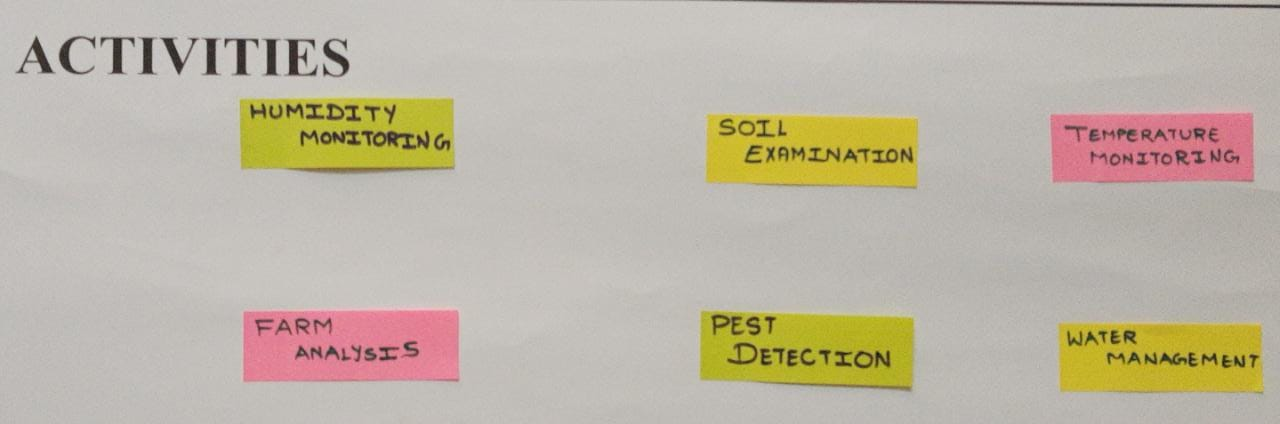 ACTIVITIES
HUMIDITY
MONITORING
SOIL
EXAMINATION
TEMPERATURE
MONITORING
FARM
ANALYSIS
PEST
DETECTION
WATER
MANAGEMENT